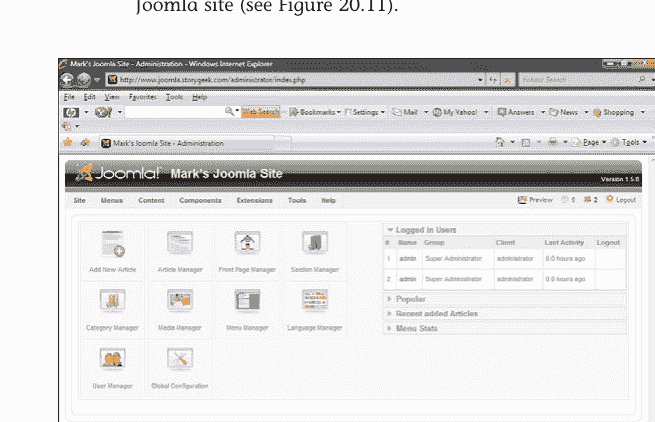 Joomla site (see Figure 20.11).
Mark's Joomla Site - Administration - Windows Internet Explorer
http://www.joomla.storygeek.com/administrator/index.php
Yahoo! Search
File Edit View Favorites Tools Help
Web Search Bookmarks Settings Mail My Yahoo! Answers News Shopping
Mark's Joomla Site - Administration
Page Tools
Joomla! Mark's Joomla Site
Version 1.5.8
Site Menus Content Components Extensions Tools Help
Preview 0 2 Logout
Logged in Users
# Name Group Client Last Activity Logout
1 admin Super Administrator administrator 0.0 hours ago
2 admin Super Administrator administrator 0.0 hours ago
Popular
Recent added Articles
Menu Stats
Add New Article Article Manager Front Page Manager Section Manager
Category Manager Media Manager Menu Manager Language Manager
User Manager Global Configuration